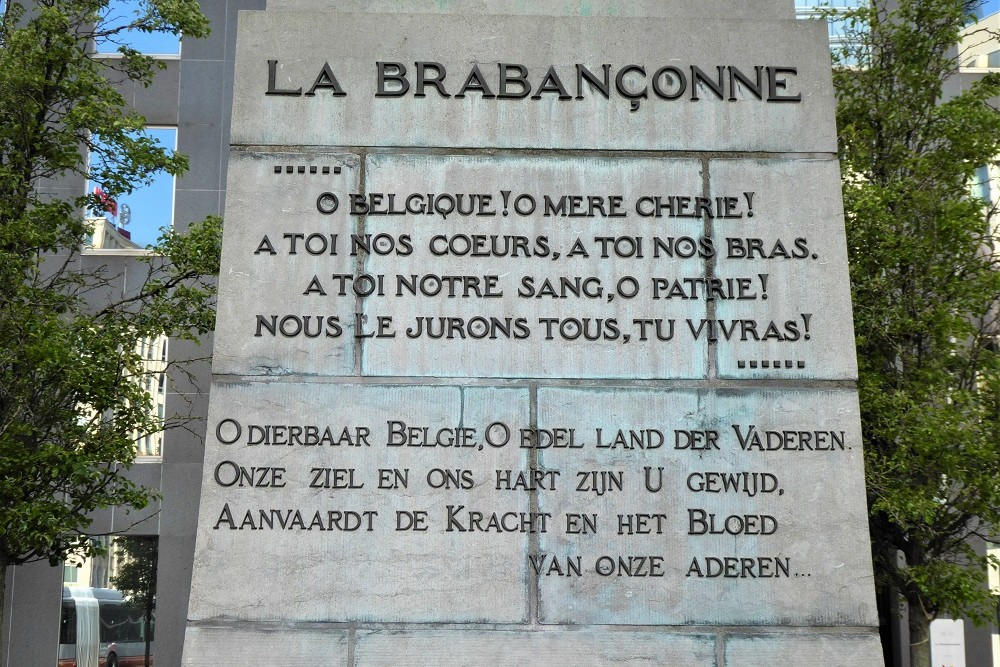 LA BRABANÇONNE
...... O BELGIQUE! O MERE CHERIE!
A TOI NOS COEURS, A TOI NOS BRAS.
A TOI NOTRE SANG, O PATRIE!
NOUS LE JURONS TOUS, TU VIVRAS!
......
O DIERBAAR BELGIE, O EDEL LAND DER VADEREN.
ONZE ZIEL EN ONS HART ZIJN U GEWIJD,
AANVAARDT DE KRACHT EN HET BLOED
VAN ONZE ADEREN...